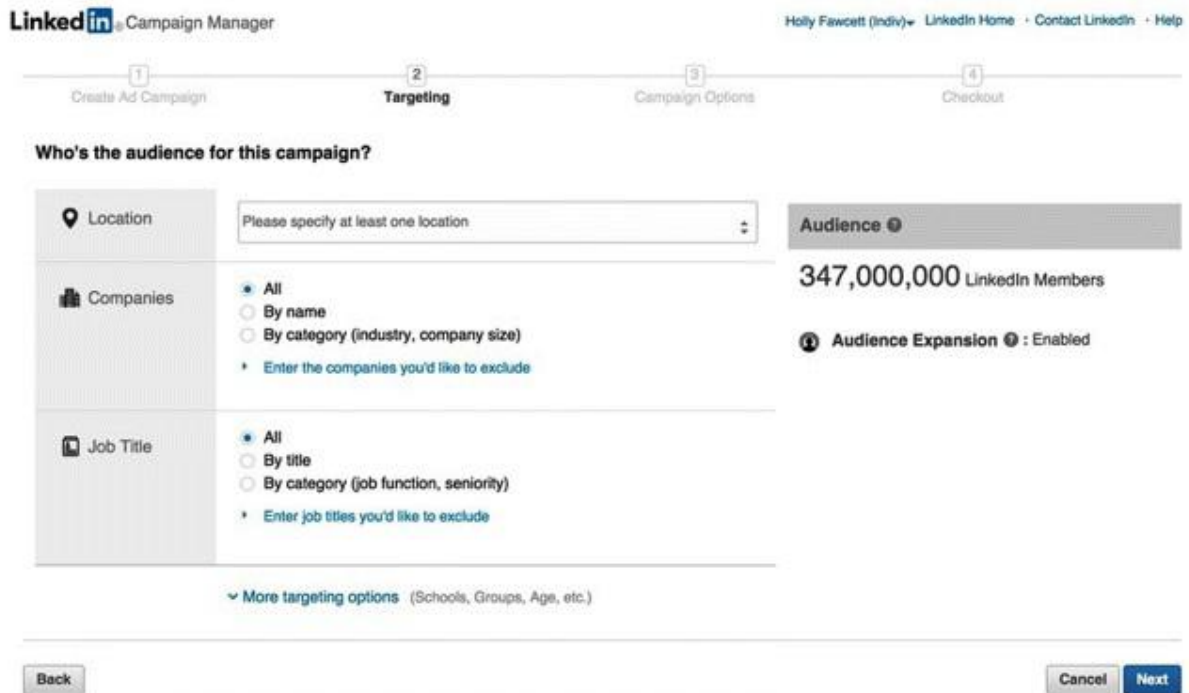 Linked in Campaign Manager
Holly Fawcett (Indiv) LinkedIn Home · Contact LinkedIn · Help
1 2 3 4
Create Ad Campaign Targeting Campaign Options Checkout
Who's the audience for this campaign?
Location
Please specify at least one location
Companies
All
By name
By category (industry, company size)
Enter the companies you'd like to exclude
Job Title
All
By title
By category (job function, seniority)
Enter job titles you'd like to exclude
More targeting options (Schools, Groups, Age, etc.)
Audience ?
347,000,000 LinkedIn Members
Audience Expansion ? : Enabled
Back Cancel Next